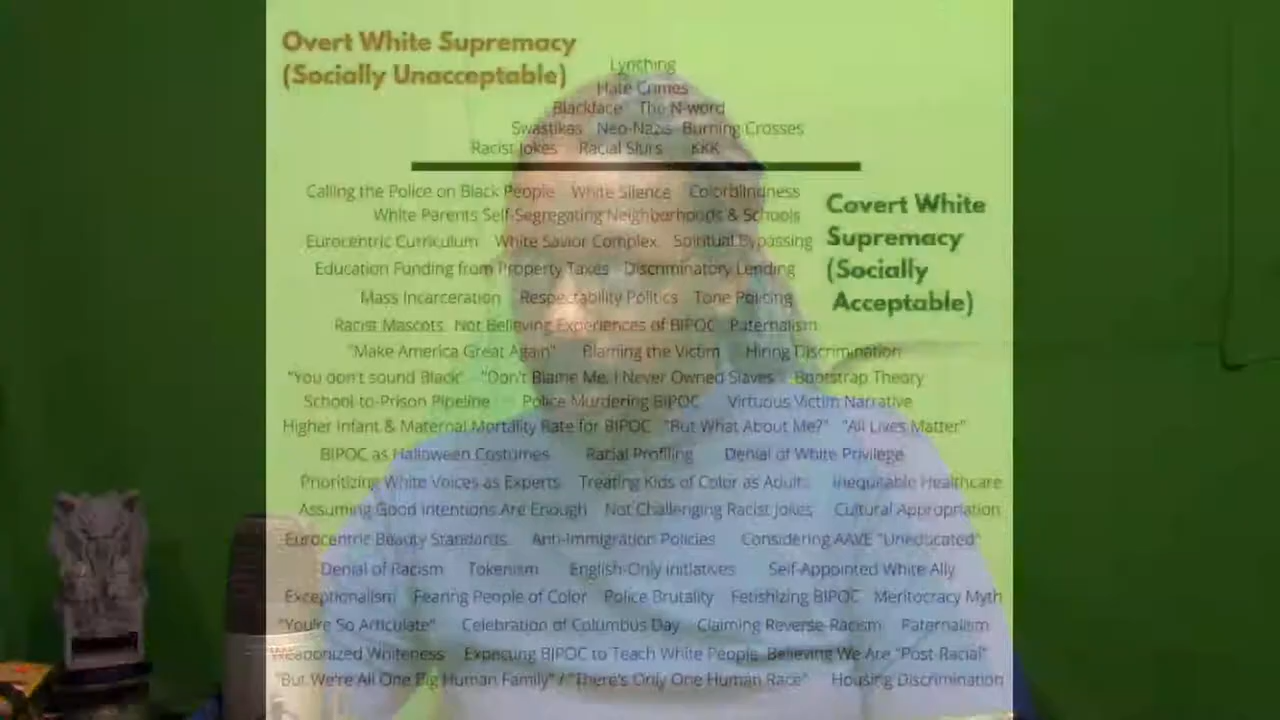 Overt White Supremacy
(Socially Unacceptable)
Lynching
Hate Crimes
Blackface The N-word
Swastikas Neo-Nazis Burning Crosses
Racist Jokes Racial Slurs KKK
Calling the Police on Black People White Silence Colorblindness
White Parents Self-Segregating Neighborhoods & Schools
Eurocentric Curriculum White Savior Complex Spiritual Bypassing
Education Funding from Property Taxes Discriminatory Lending
Mass Incarceration Respectability Politics Tone Policing
Racist Mascots Not Believing Experiences of BIPOC Paternalism
"Make America Great Again" Blaming the Victim Hiring Discrimination
"You don't sound Black" "Don't Blame Me, I Never Owned Slaves" Bootstrap Theory
School-to-Prison Pipeline Police Murdering BIPOC Virtuous Victim Narrative
Higher Infant & Maternal Mortality Rate for BIPOC "But What About Me?" "All Lives Matter"
BIPOC as Halloween Costumes Racial Profiling Denial of White Privilege
Prioritizing White Voices as Experts Treating Kids of Color as Adults Inequitable Healthcare
Assuming Good Intentions Are Enough Not Challenging Racist Jokes Cultural Appropriation
Eurocentric Beauty Standards Anti-Immigration Policies Considering AAVE "Uneducated"
Denial of Racism Tokenism English-Only Initiatives Self-Appointed White Ally
Exceptionalism Fearing People of Color Police Brutality Fetishizing BIPOC Meritocracy Myth
"You're So Articulate" Celebration of Columbus Day Claiming Reverse-Racism Paternalism
Weaponized Whiteness Expecting BIPOC to Teach White People Believing We Are "Post-Racial"
"But We're All One Big Human Family" / "There's Only One Human Race" Housing Discrimination
Covert White
Supremacy
(Socially
Acceptable)